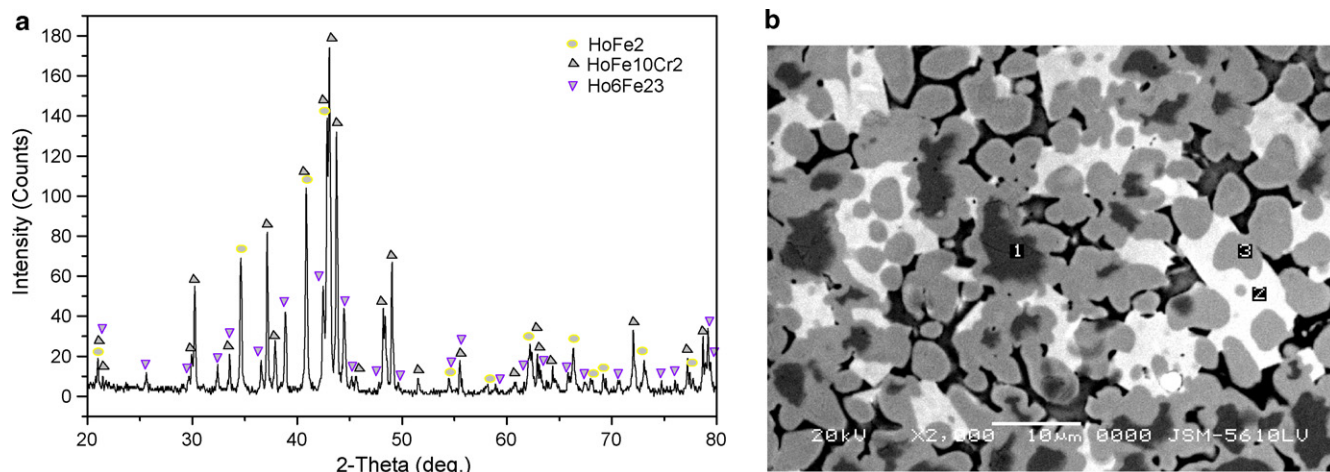 a
180
160
140
120
100
80
60
40
20
0
Intensity (Counts)
HoFe2
HoFe10Cr2
Ho6Fe23
20 30 40 50 60 70 80
2-Theta (deg.)
b
1
3
2
20kV X2,000 10μm 0000 JSM-5610LV